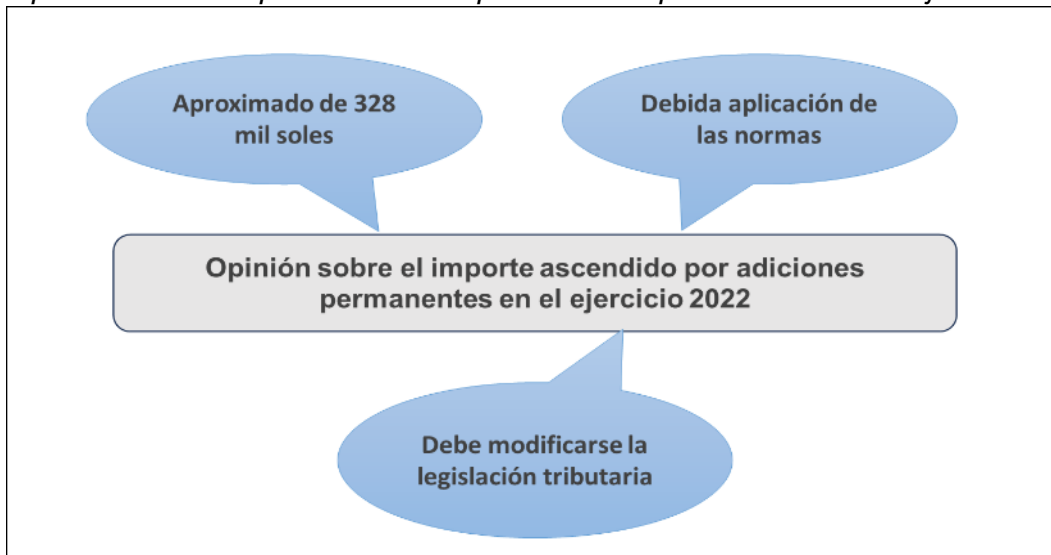 Aproximado de 328
mil soles
Debida aplicación de
las normas
Opinión sobre el importe ascendido por adiciones
permanentes en el ejercicio 2022
Debe modificarse la
legislación tributaria